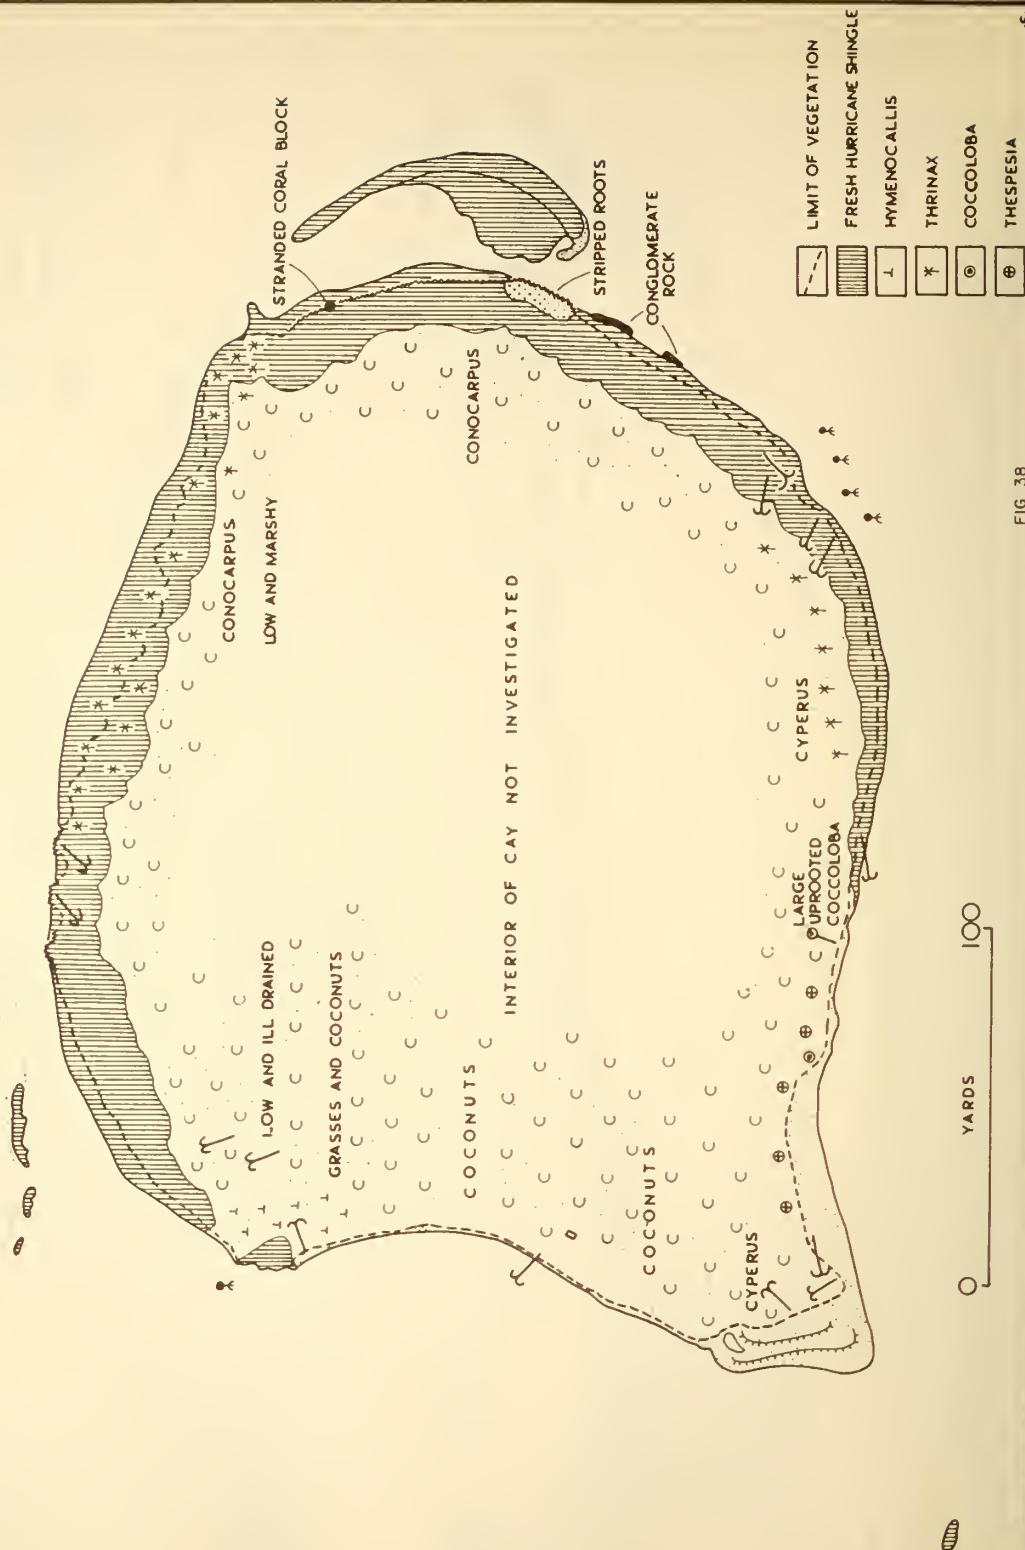 STRANDED CORAL BLOCK
STRIPPED ROOTS
CONGLOMERATE
ROCK
CONOCARPUS
CONOCARPUS
LOW AND MARSHY
INTERIOR OF CAY NOT INVESTIGATED
LOW AND ILL DRAINED
GRASSES AND COCONUTS
COCONUTS
COCONUTS
CYPERUS
CYPERUS
LARGE
UPROOTED
COCCOLOBA
LIMIT OF VEGETATION
FRESH HURRICANE SHINGLE
HYMENOCALLIS
THRINAX
COCCOLOBA
THESPESIA
0 100
YARDS
FIG 38